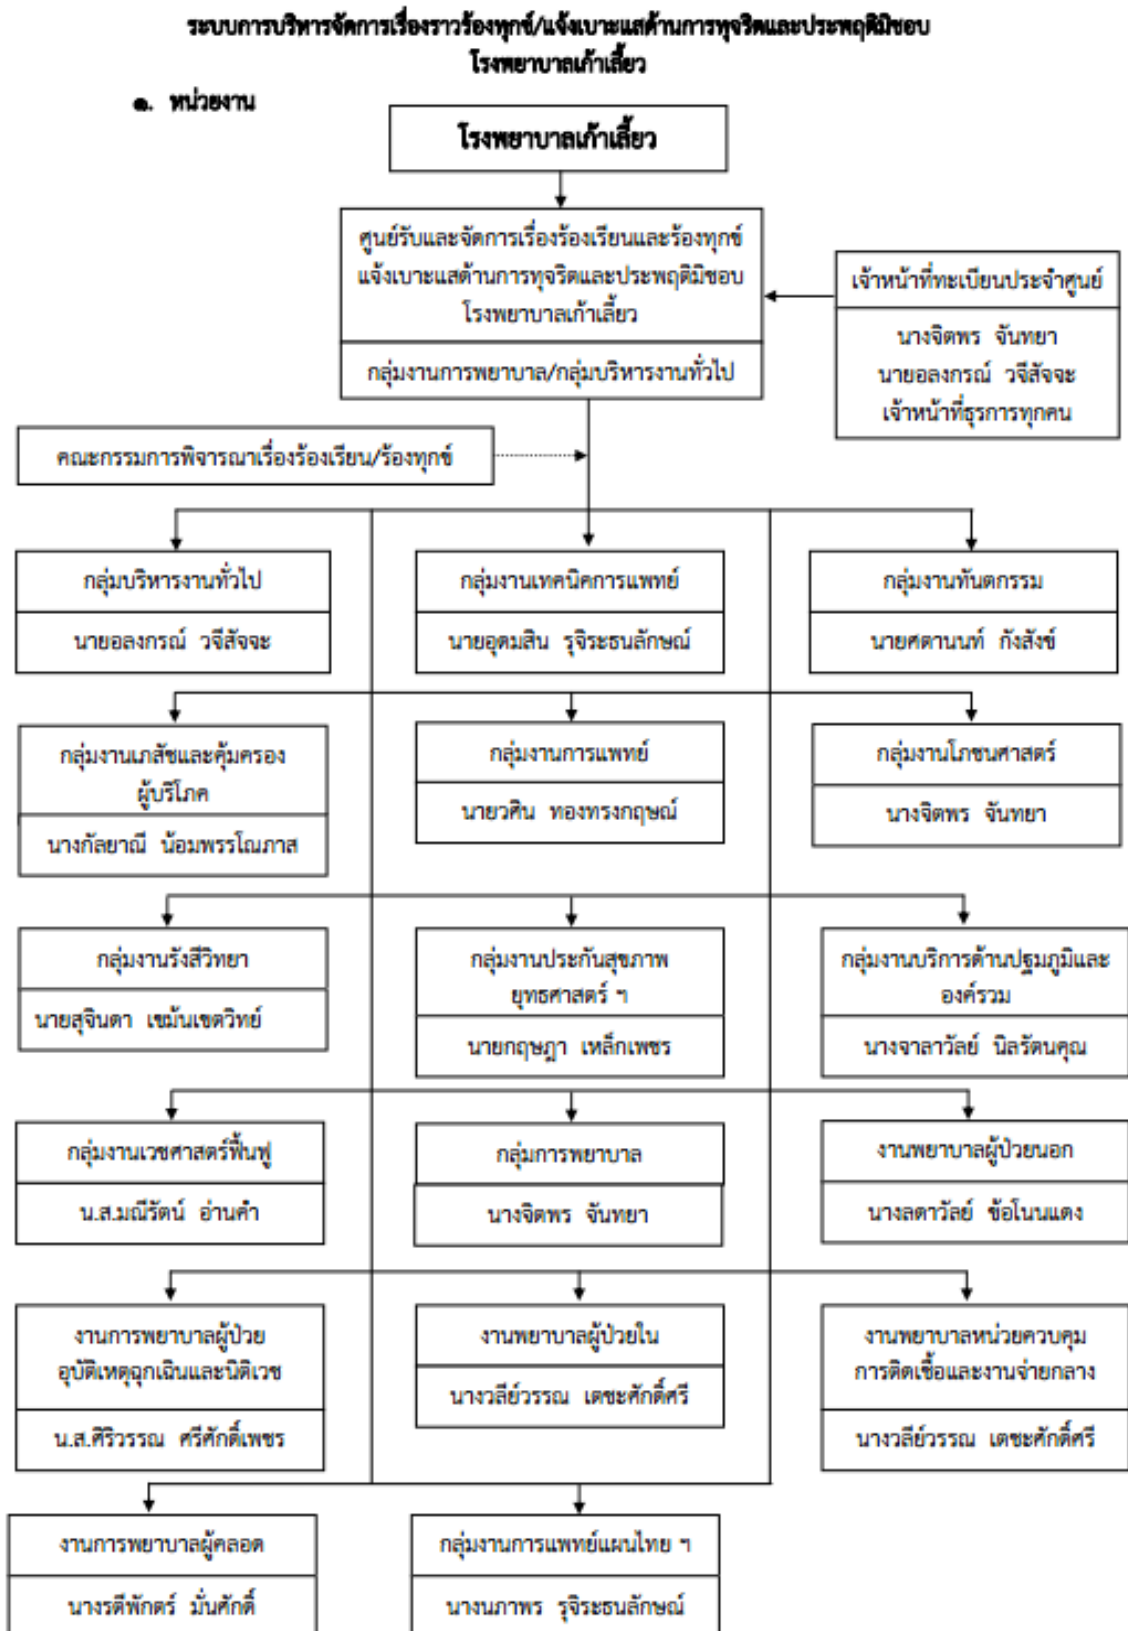 ระบบการบริหารจัดการเรื่องราวร้องทุกข์/แจ้งเบาะแสด้านการทุจริตและประพฤติมิชอบ
โรงพยาบาลเก้าเลี้ยว
๑. หน่วยงาน
โรงพยาบาลเก้าเลี้ยว
ศูนย์รับและจัดการเรื่องร้องเรียนและร้องทุกข์
แจ้งเบาะแสด้านการทุจริตและประพฤติมิชอบ
โรงพยาบาลเก้าเลี้ยว
กลุ่มงานการพยาบาล/กลุ่มบริหารงานทั่วไป
เจ้าหน้าที่ทะเบียนประจำศูนย์
นางจิตพร จันทยา
นายอลงกรณ์ วจีสัจจะ
เจ้าหน้าที่ธุรการทุกคน
คณะกรรมการพิจารณาเรื่องร้องเรียน/ร้องทุกข์
กลุ่มบริหารงานทั่วไป
นายอลงกรณ์ วจีสัจจะ
กลุ่มงานเทคนิคการแพทย์
นายอุดมสิน รุจิระธนลักษณ์
กลุ่มงานทันตกรรม
นายศตานนท์ กังสังข์
กลุ่มงานเภสัชและคุ้มครอง
ผู้บริโภค
นางกัลยาณี น้อมพรรโณภาส
กลุ่มงานการแพทย์
นายวศิน ทองทรงกฤษณ์
กลุ่มงานโภชนศาสตร์
นางจิตพร จันทยา
กลุ่มงานรังสีวิทยา
นายสุจินดา เขม้นเขตวิทย์
กลุ่มงานประกันสุขภาพ
ยุทธศาสตร์ ฯ
นายกฤษฎา เหล็กเพชร
กลุ่มงานบริการด้านปฐมภูมิและ
องค์รวม
นางจาลาวัลย์ นิลรัตนคุณ
กลุ่มงานเวชศาสตร์ฟื้นฟู
น.ส.มณีรัตน์ อ่านคำ
กลุ่มการพยาบาล
นางจิตพร จันทยา
งานพยาบาลผู้ป่วยนอก
นางลดาวัลย์ ช้อโนนแดง
งานการพยาบาลผู้ป่วย
อุบัติเหตุฉุกเฉินและนิติเวช
น.ส.ศิริวรรณ ศรีศักดิ์เพชร
งานพยาบาลผู้ป่วยใน
นางวลีย์วรรณ เตชะศักดิ์ศรี
งานพยาบาลหน่วยควบคุม
การติดเชื้อและงานจ่ายกลาง
นางวลีย์วรรณ เตชะศักดิ์ศรี
งานการพยาบาลผู้คลอด
นางรตีพักตร์ มั่นศักดิ์
กลุ่มงานการแพทย์แผนไทย ฯ
นางนภาพร รุจิระธนลักษณ์